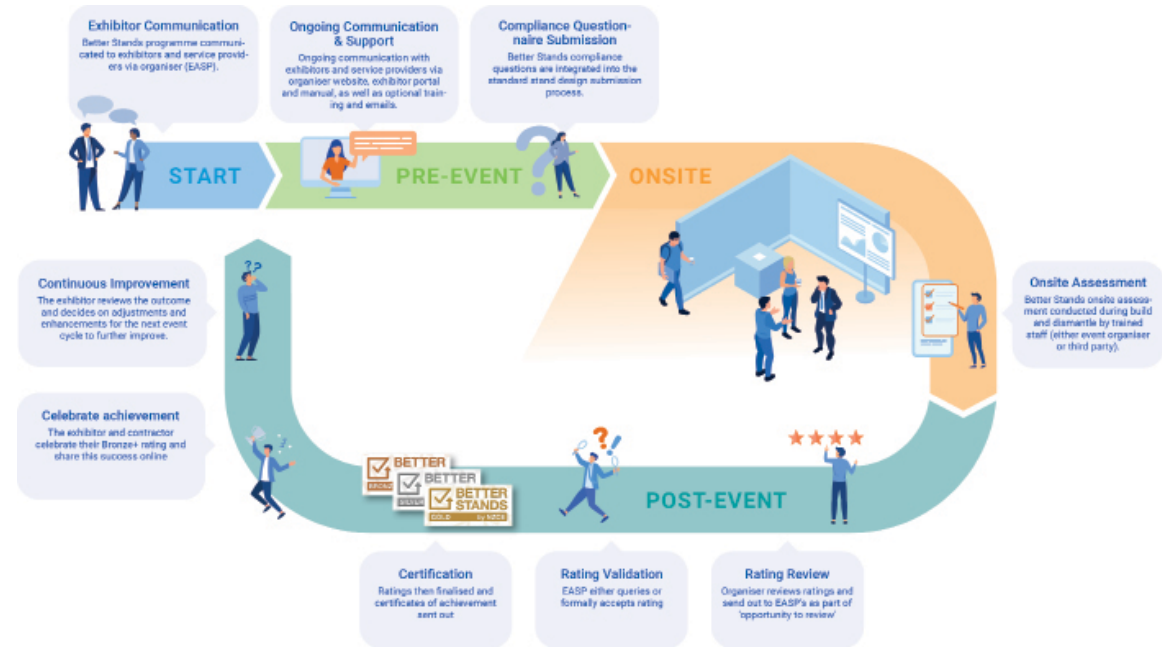 Exhibitor Communication
Better Stands programme communi-
cated to exhibitors and service provid-
ers via organiser (EASP).
Ongoing Communication
& Support
Ongoing communication with
exhibitors and service providers via
organiser website, exhibitor portal
and manual, as well as optional train-
ing and emails.
Compliance Question-
naire Submission
Better Stands compliance
questions are integrated into the
standard stand design submission
process.
START
PRE-EVENT
?
ONSITE
Onsite Assessment
Better Stands onsite assess-
ment conducted during build
and dismantle by trained
staff (either event organiser
or third party).
POST-EVENT
Rating Review
Organiser reviews ratings and
send out to EASP's as part of
'opportunity to review'
?!
Rating Validation
EASP either queries or
formally accepts rating
BETTER
BRONZ
BETTER
BETTER
STANDS
GOLD by NZCS
Certification
Ratings then finalised and
certificates of achievement
sent out
Celebrate achievement
The exhibitor and contractor
celebrate their Bronze+ rating and
share this success online
??
Continuous Improvement
The exhibitor reviews the outcome
and decides on adjustments and
enhancements for the next event
cycle to further improve.